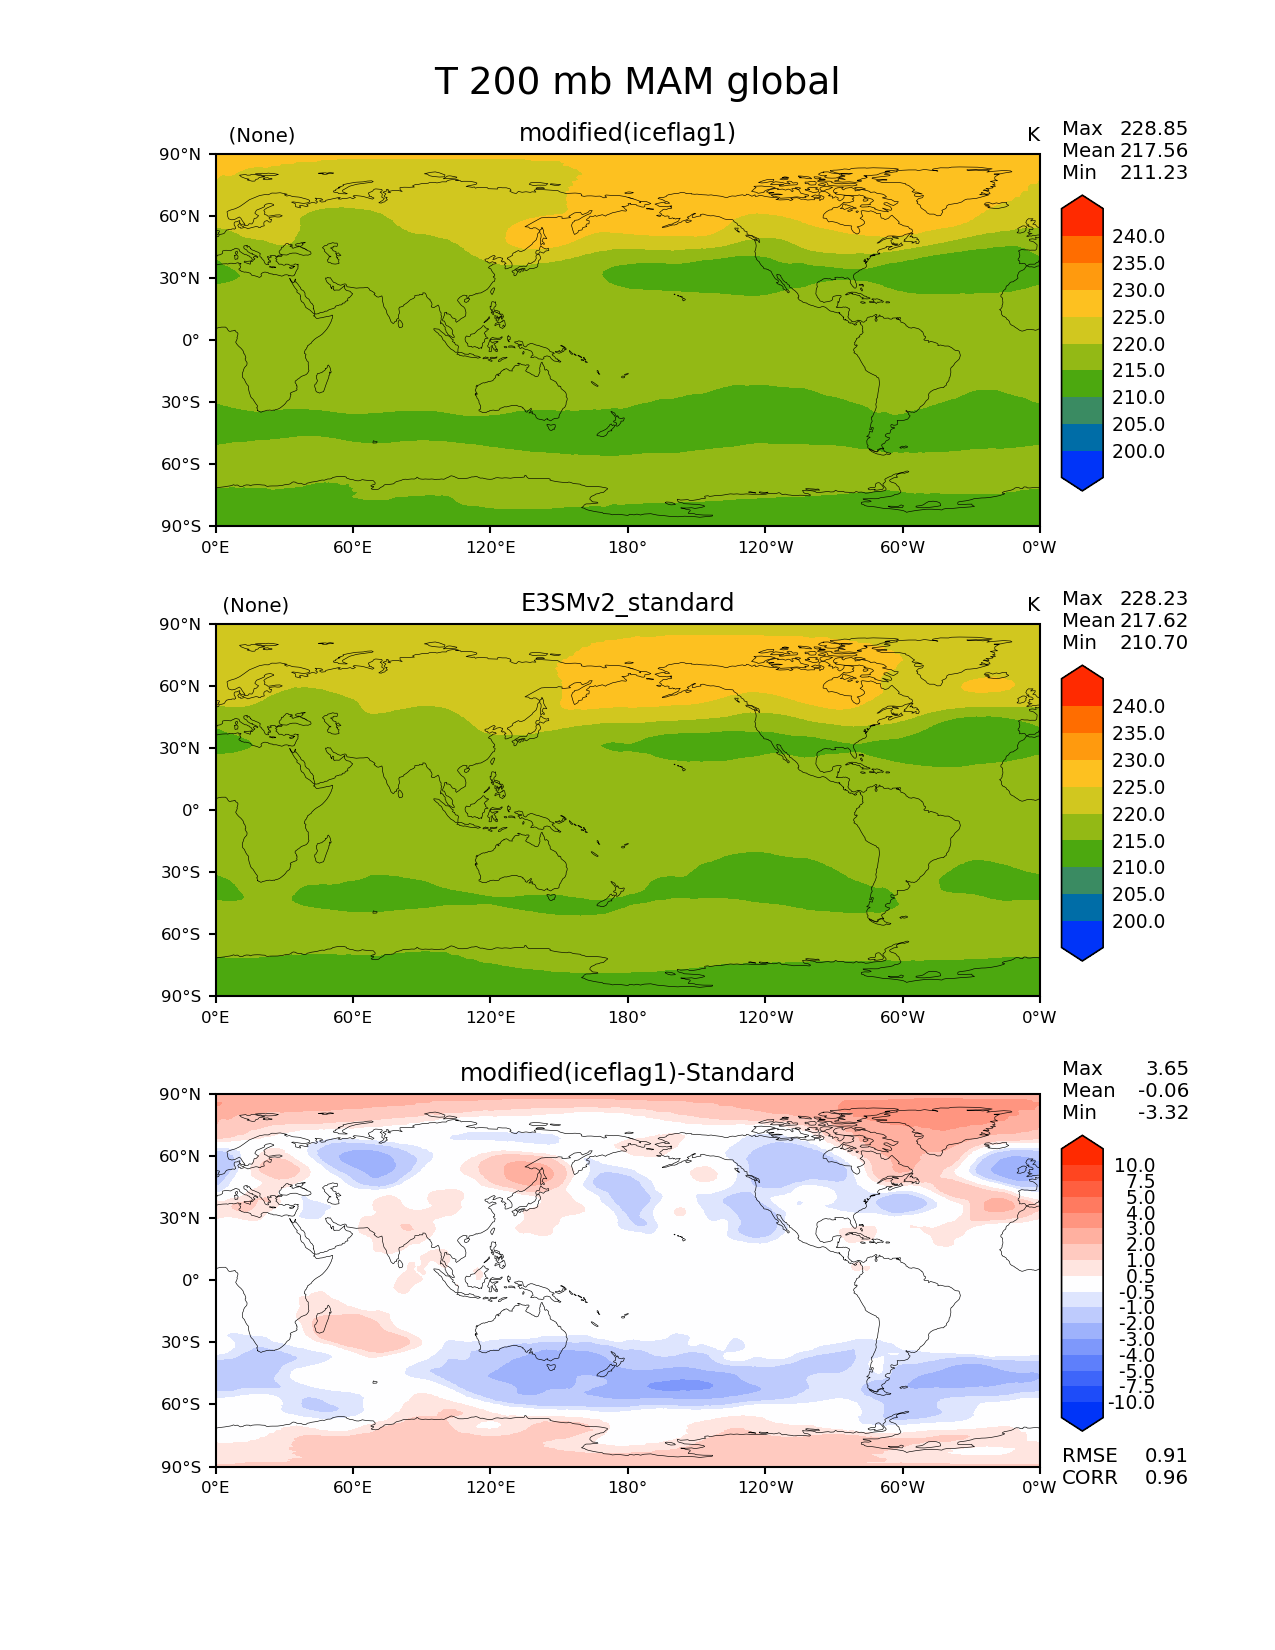 T 200 mb MAM global
(None) modified(iceflag1) K
Max 228.85
Mean 217.56
Min 211.23
90°N
60°N
30°N
0°
30°S
60°S
90°S
0°E 60°E 120°E 180° 120°W 60°W 0°W
240.0
235.0
230.0
225.0
220.0
215.0
210.0
205.0
200.0
(None) E3SMv2_standard K
Max 228.23
Mean 217.62
Min 210.70
90°N
60°N
30°N
0°
30°S
60°S
90°S
0°E 60°E 120°E 180° 120°W 60°W 0°W
240.0
235.0
230.0
225.0
220.0
215.0
210.0
205.0
200.0
modified(iceflag1)-Standard
Max 3.65
Mean -0.06
Min -3.32
90°N
60°N
30°N
0°
30°S
60°S
90°S
0°E 60°E 120°E 180° 120°W 60°W 0°W
10.0
7.5
5.0
4.0
3.0
2.0
1.0
0.5
-0.5
-1.0
-2.0
-3.0
-4.0
-5.0
-7.5
-10.0
RMSE 0.91
CORR 0.96